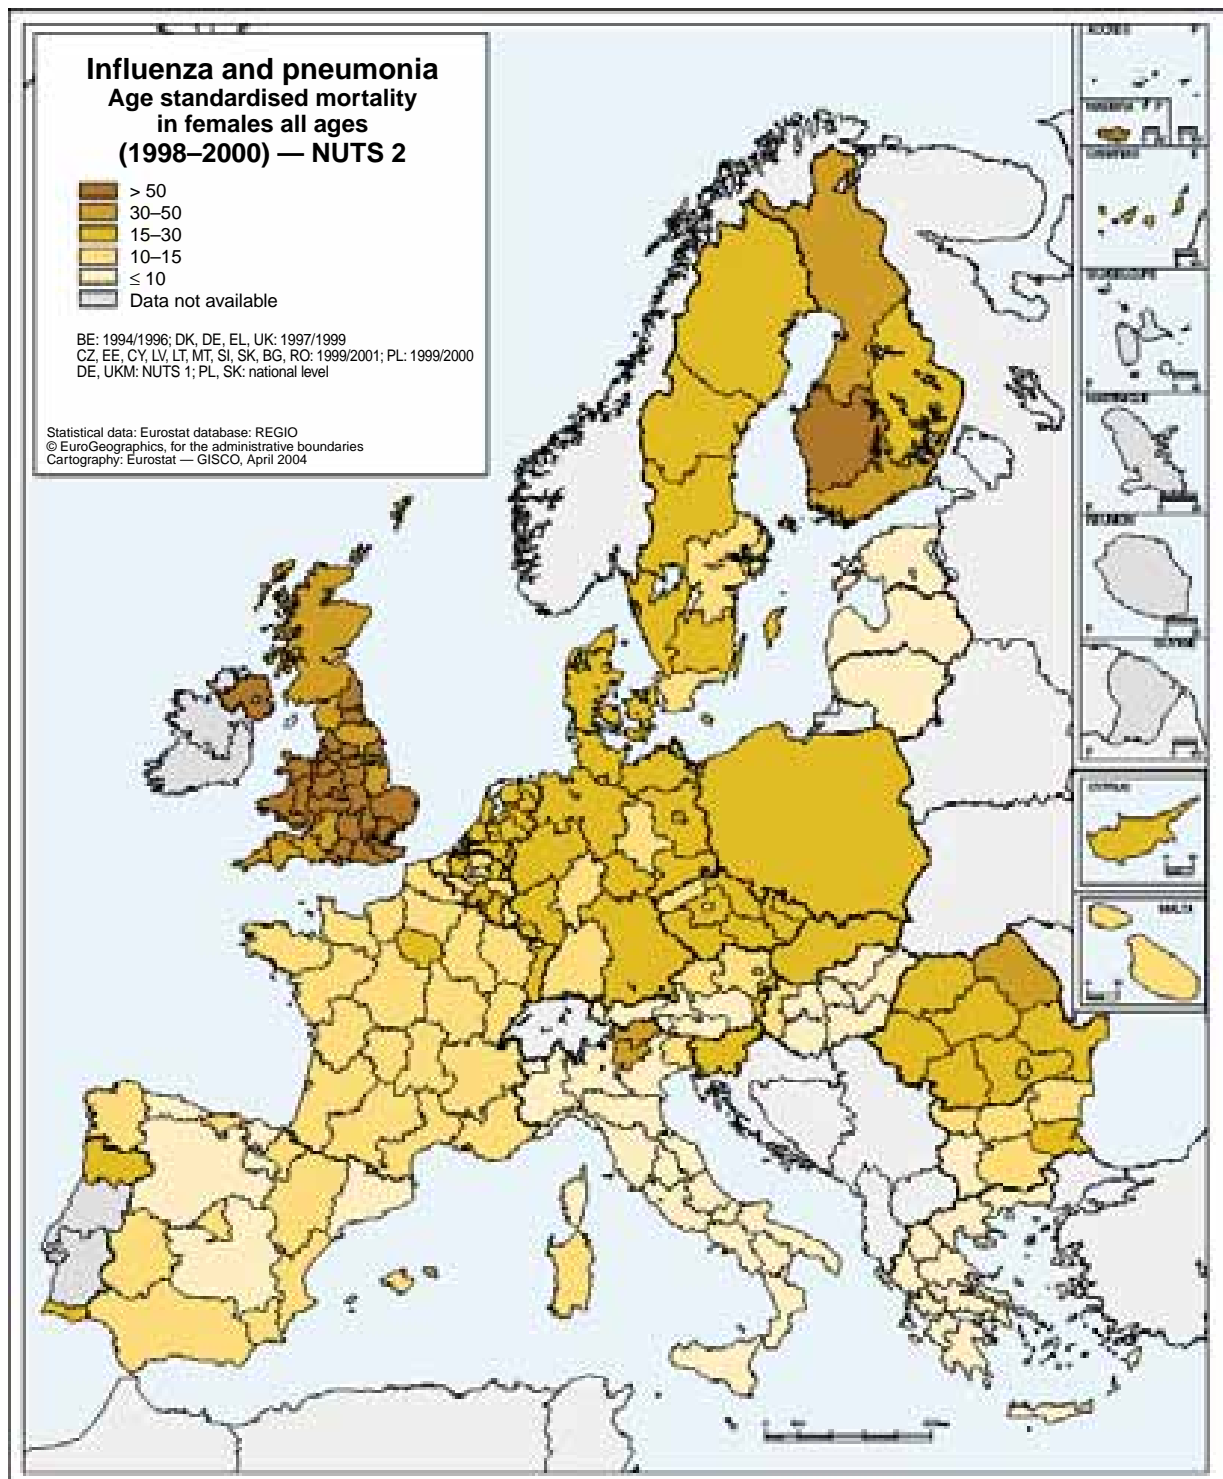 Influenza and pneumonia
Age standardised mortality
in females all ages
(1998–2000) — NUTS 2
> 50
30–50
15–30
10–15
≤ 10
Data not available
BE: 1994/1996; DK, DE, EL, UK: 1997/1999
CZ, EE, CY, LV, LT, MT, SI, SK, BG, RO: 1999/2001; PL: 1999/2000
DE, UKM: NUTS 1; PL, SK: national level
Statistical data: Eurostat database: REGIO
© EuroGeographics, for the administrative boundaries
Cartography: Eurostat — GISCO, April 2004
CYPRUS
MALTA